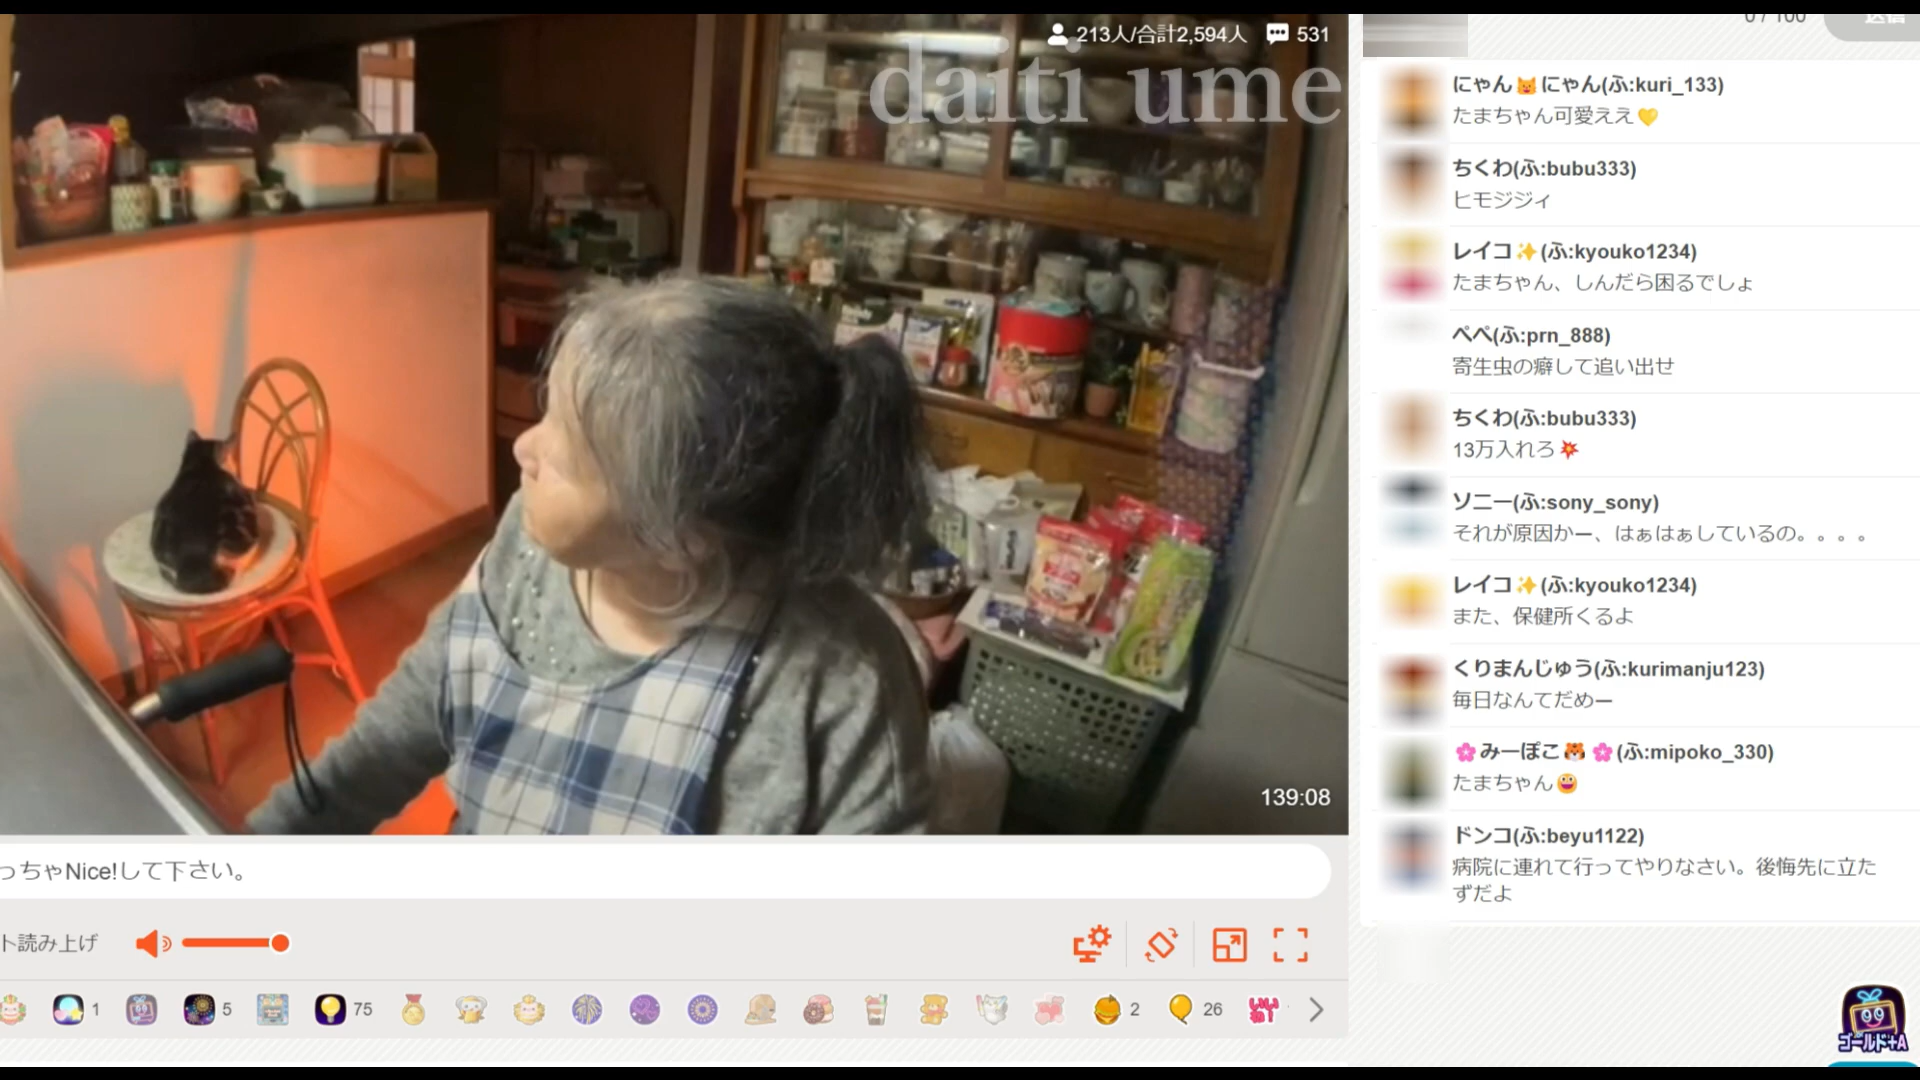 213人/合計2,594人 531
daiti ume
139:08
っちゃNice!して下さい。
ト読み上げ
1
5
75
2
26
0 / 100
送信
にゃん🐱にゃん(ふ:kuri_133)
たまちゃん可愛ええ💛
ちくわ(ふ:bubu333)
ヒモジジィ
レイコ✨(ふ:kyouko1234)
たまちゃん、しんだら困るでしょ
ペペ(ふ:prn_888)
寄生虫の癖して追い出せ
ちくわ(ふ:bubu333)
13万入れろ💥
ソニー(ふ:sony_sony)
それが原因かー、はぁはぁしているの。。。。
レイコ✨(ふ:kyouko1234)
また、保健所くるよ
くりまんじゅう(ふ:kurimanju123)
毎日なんてだめー
🌸みーぽこ🐯🌸(ふ:mipoko_330)
たまちゃん😃
ドンコ(ふ:beyu1122)
病院に連れて行ってやりなさい。後悔先に立た
ずだよ
ゴールド+A